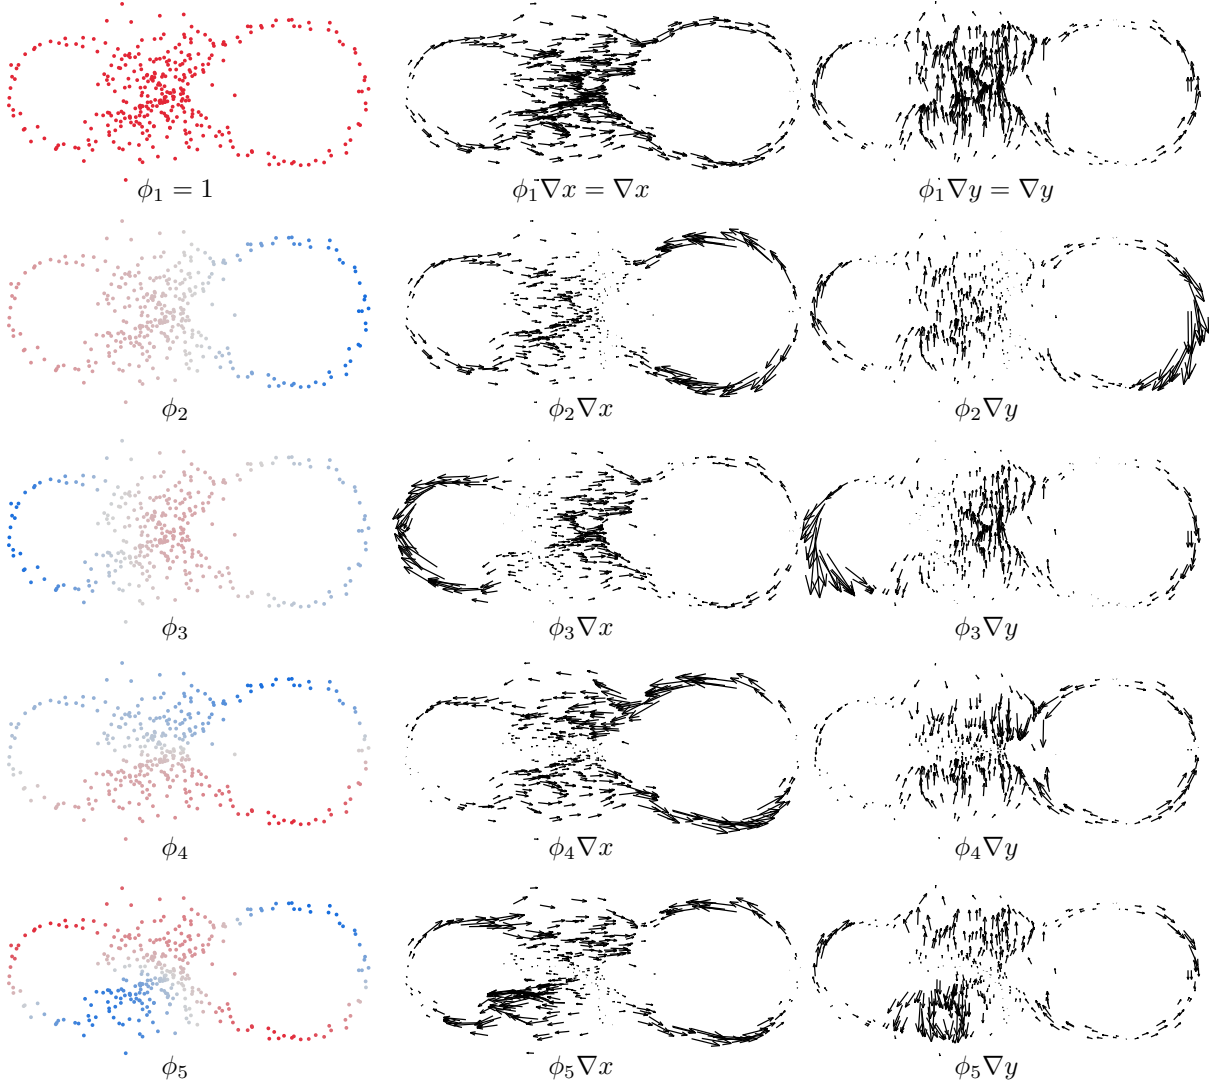 ϕ₁ = 1
ϕ₁∇x = ∇x
ϕ₁∇y = ∇y
ϕ₂
ϕ₂∇x
ϕ₂∇y
ϕ₃
ϕ₃∇x
ϕ₃∇y
ϕ₄
ϕ₄∇x
ϕ₄∇y
ϕ₅
ϕ₅∇x
ϕ₅∇y